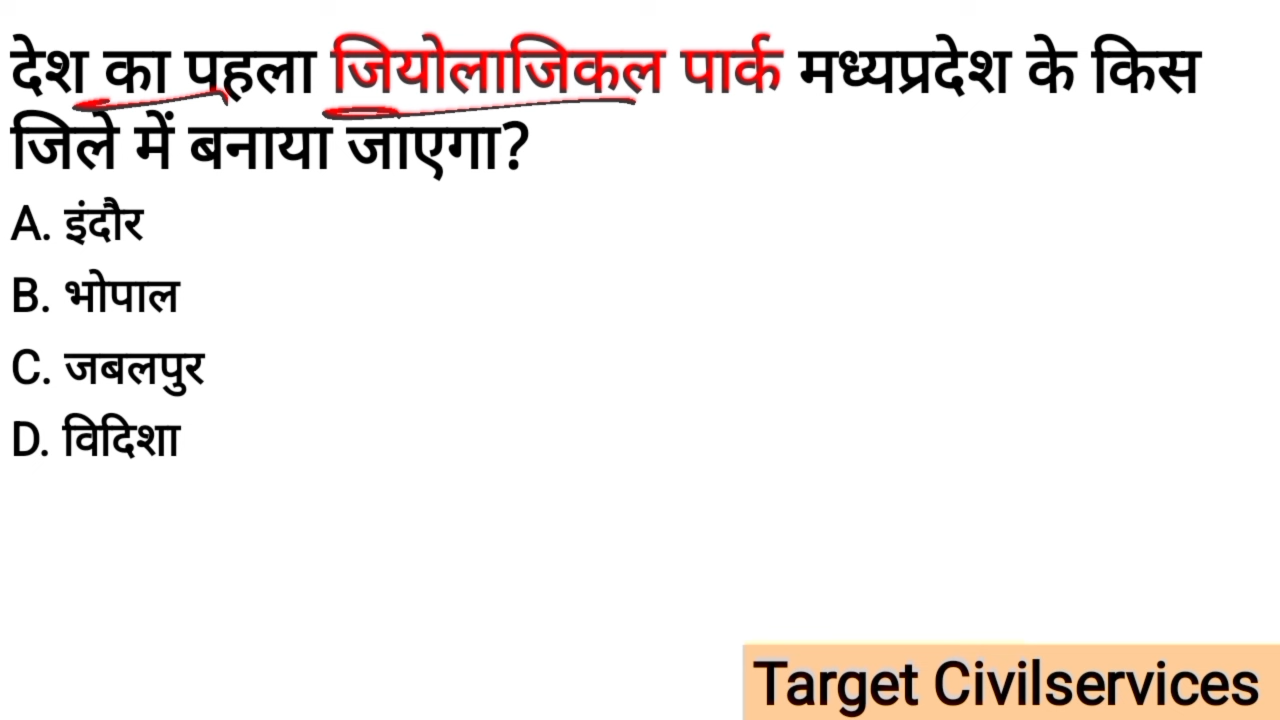 देश का पहला जियोलाजिकल पार्क मध्यप्रदेश के किस
जिले में बनाया जाएगा?
A. इंदौर
B. भोपाल
C. जबलपुर
D. विदिशा
Target Civilservices